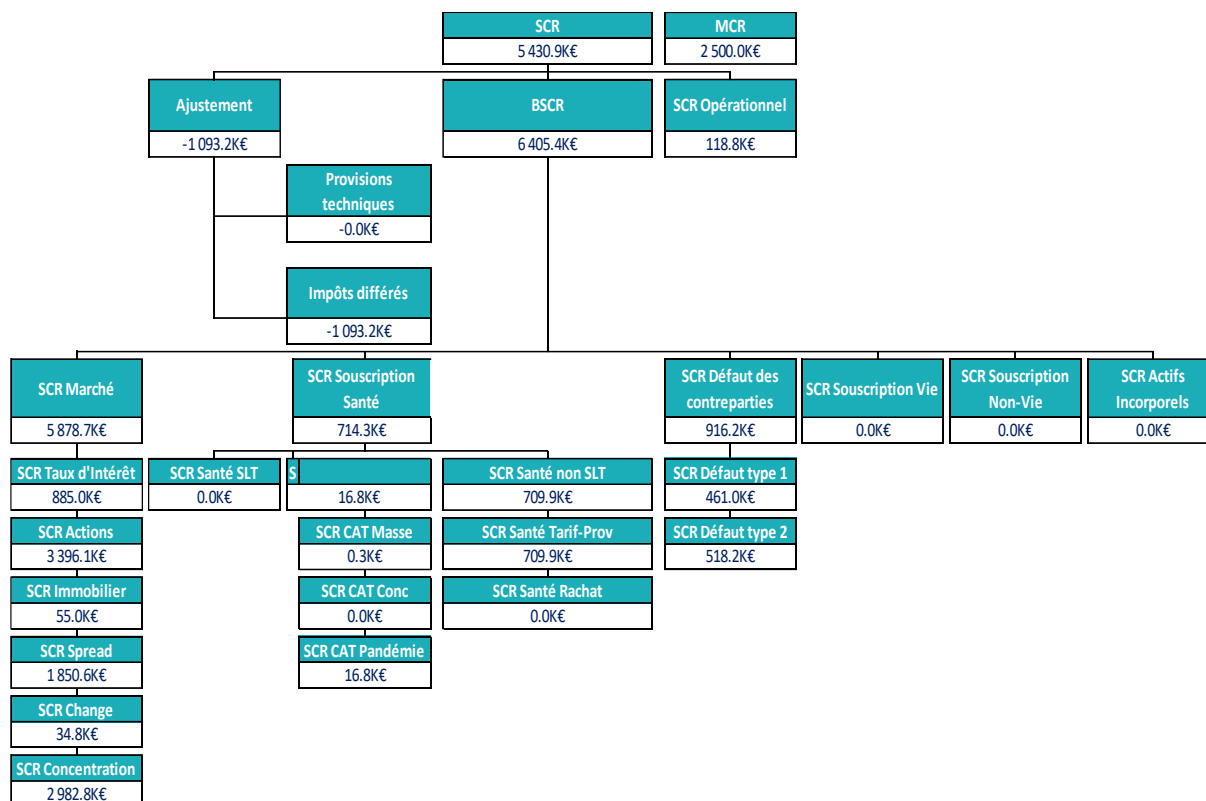 SCR
5 430.9K€
MCR
2 500.0K€
Ajustement
-1 093.2K€
BSCR
6 405.4K€
SCR Opérationnel
118.8K€
Provisions
techniques
-0.0K€
Impôts différés
-1 093.2K€
SCR Marché
5 878.7K€
SCR Souscription
Santé
714.3K€
SCR Défaut des
contreparties
916.2K€
SCR Souscription Vie
0.0K€
SCR Souscription
Non-Vie
0.0K€
SCR Actifs
Incorporels
0.0K€
SCR Taux d'Intérêt
885.0K€
SCR Santé SLT
0.0K€
S
16.8K€
SCR Santé non SLT
709.9K€
SCR Défaut type 1
461.0K€
SCR Actions
3 396.1K€
SCR CAT Masse
0.3K€
SCR Santé Tarif-Prov
709.9K€
SCR Défaut type 2
518.2K€
SCR Immobilier
55.0K€
SCR CAT Conc
0.0K€
SCR Santé Rachat
0.0K€
SCR Spread
1 850.6K€
SCR CAT Pandémie
16.8K€
SCR Change
34.8K€
SCR Concentration
2 982.8K€